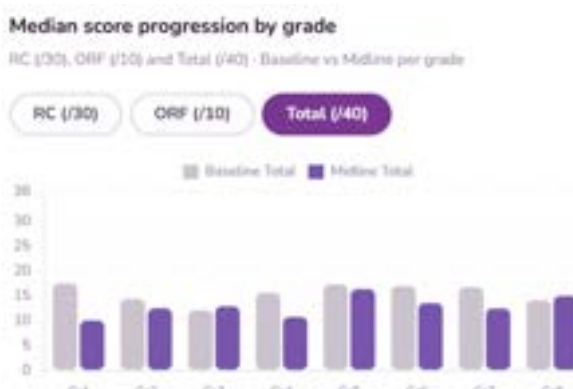 Median score progression by grade
RC (/30), ORF (/10) and Total (/40) · Baseline vs Midline per grade
RC (/30) ORF (/10) Total (/40)
Baseline Total Midline Total
30
25
20
15
10
5
0